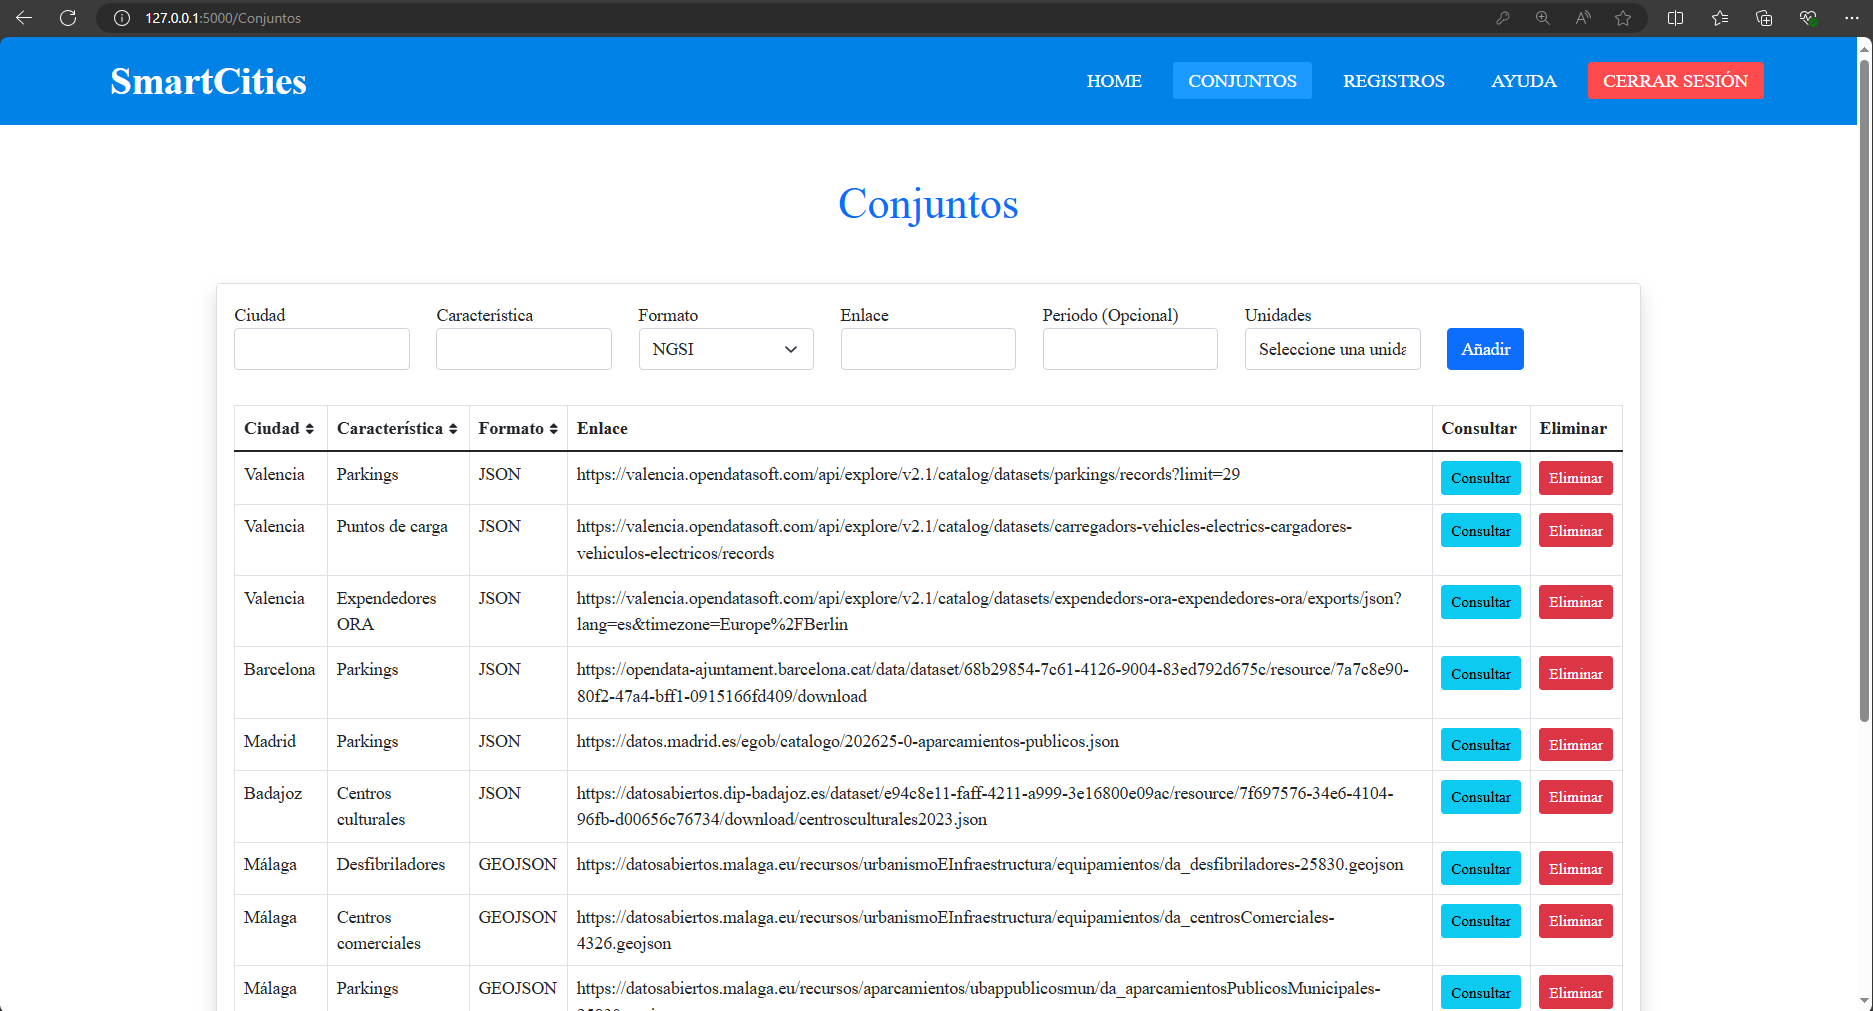 127.0.0.1:5000/Conjuntos
SmartCities
HOME
CONJUNTOS
REGISTROS
AYUDA
CERRAR SESIÓN
Conjuntos
Ciudad
Característica
Formato
Enlace
Periodo (Opcional)
Unidades
NGSI
Seleccione una unida
Añadir
Ciudad Característica Formato Enlace Consultar Eliminar
Valencia Parkings JSON https://valencia.opendatasoft.com/api/explore/v2.1/catalog/datasets/parkings/records?limit=29 Consultar Eliminar
Valencia Puntos de carga JSON https://valencia.opendatasoft.com/api/explore/v2.1/catalog/datasets/carregadors-vehicles-electrics-cargadores-
vehiculos-electricos/records Consultar Eliminar
Valencia Expendedores
ORA JSON https://valencia.opendatasoft.com/api/explore/v2.1/catalog/datasets/expendedors-ora-expendedores-ora/exports/json?
lang=es&timezone=Europe%2FBerlin Consultar Eliminar
Barcelona Parkings JSON https://opendata-ajuntament.barcelona.cat/data/dataset/68b29854-7c61-4126-9004-83ed792d675c/resource/7a7c8e90-
80f2-47a4-bff1-0915166fd409/download Consultar Eliminar
Madrid Parkings JSON https://datos.madrid.es/egob/catalogo/202625-0-aparcamientos-publicos.json Consultar Eliminar
Badajoz Centros
culturales JSON https://datosabiertos.dip-badajoz.es/dataset/e94c8e11-faff-4211-a999-3e16800e09ac/resource/7f697576-34e6-4104-
96fb-d00656c76734/download/centrosculturales2023.json Consultar Eliminar
Málaga Desfibriladores GEOJSON https://datosabiertos.malaga.eu/recursos/urbanismoEInfraestructura/equipamientos/da_desfibriladores-25830.geojson Consultar Eliminar
Málaga Centros
comerciales GEOJSON https://datosabiertos.malaga.eu/recursos/urbanismoEInfraestructura/equipamientos/da_centrosComerciales-
4326.geojson Consultar Eliminar
Málaga Parkings GEOJSON https://datosabiertos.malaga.eu/recursos/aparcamientos/ubappublicosmun/da_aparcamientosPublicosMunicipales- Consultar Eliminar